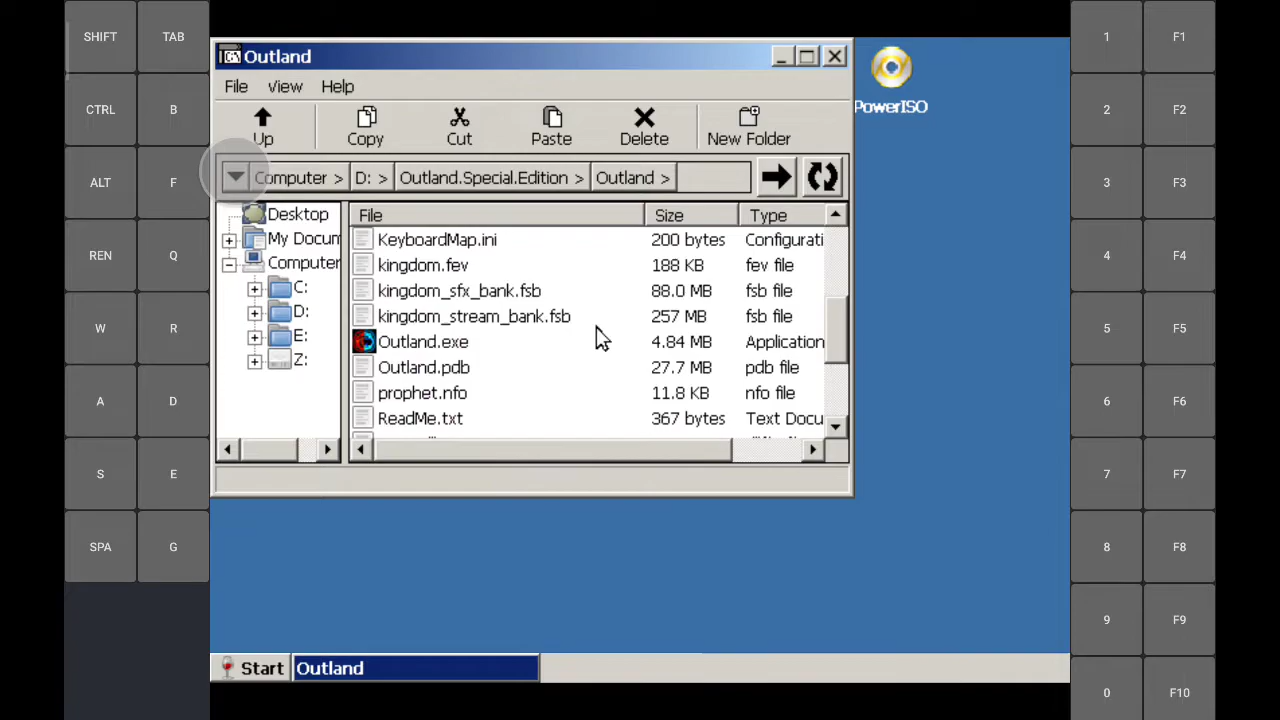 SHIFT
TAB
CTRL
B
ALT
F
REN
Q
W
R
A
D
S
E
SPA
G
Outland
File View Help
Up
Copy
Cut
Paste
Delete
New Folder
Computer > D: > Outland.Special.Edition > Outland >
Desktop
My Docum
Computer
C:
D:
E:
Z:
File Size Type
KeyboardMap.ini 200 bytes Configurati
kingdom.fev 188 KB fev file
kingdom_sfx_bank.fsb 88.0 MB fsb file
kingdom_stream_bank.fsb 257 MB fsb file
Outland.exe 4.84 MB Application
Outland.pdb 27.7 MB pdb file
prophet.nfo 11.8 KB nfo file
ReadMe.txt 367 bytes Text Docu
PowerISO
Start
Outland
1
F1
2
F2
3
F3
4
F4
5
F5
6
F6
7
F7
8
F8
9
F9
0
F10